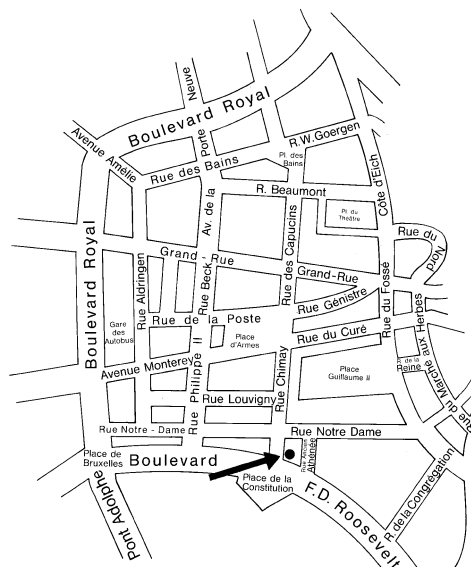 Neuve
Boulevard Royal
Porte
Avenue Amélie
Rue des Bains
R.W.Goergen
Pl. des
Bains
Côte d'Eich
R. Beaumont
Av. de la
Pl. du
Théâtre
Rue des Capucins
Rue du
Nord
Boulevard Royal
Grand - Rue
Rue Aldringen
Rue Beck
Grand-Rue
Rue du Fossé
Rue Génistre
Rue de la Poste
Gare
des
Autobus
Place
d'Armes
Rue du Curé
Rue du Marché aux Herbes
Avenue Monterey
Rue Philippe II
Rue Chimay
Place
Guillaume II
R. de la
Reine
Rue Louvigny
Rue de
Rue Notre - Dame
Rue Notre Dame
Place de
Bruxelles
Boulevard
Rue Ancien
Athénée
Place de la
Constitution
F.D. Roosevelt
R. de la Congrégation
Pont Adolphe